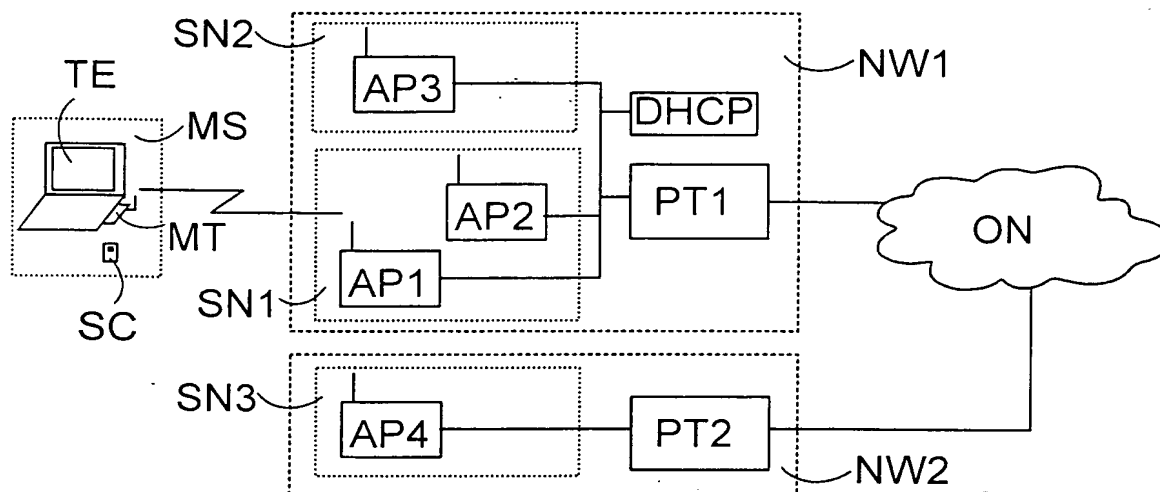 SN2
AP3
NW1
TE
DHCP
MS
AP2
PT1
MT
ON
SN1
AP1
SC
SN3
AP4
PT2
NW2